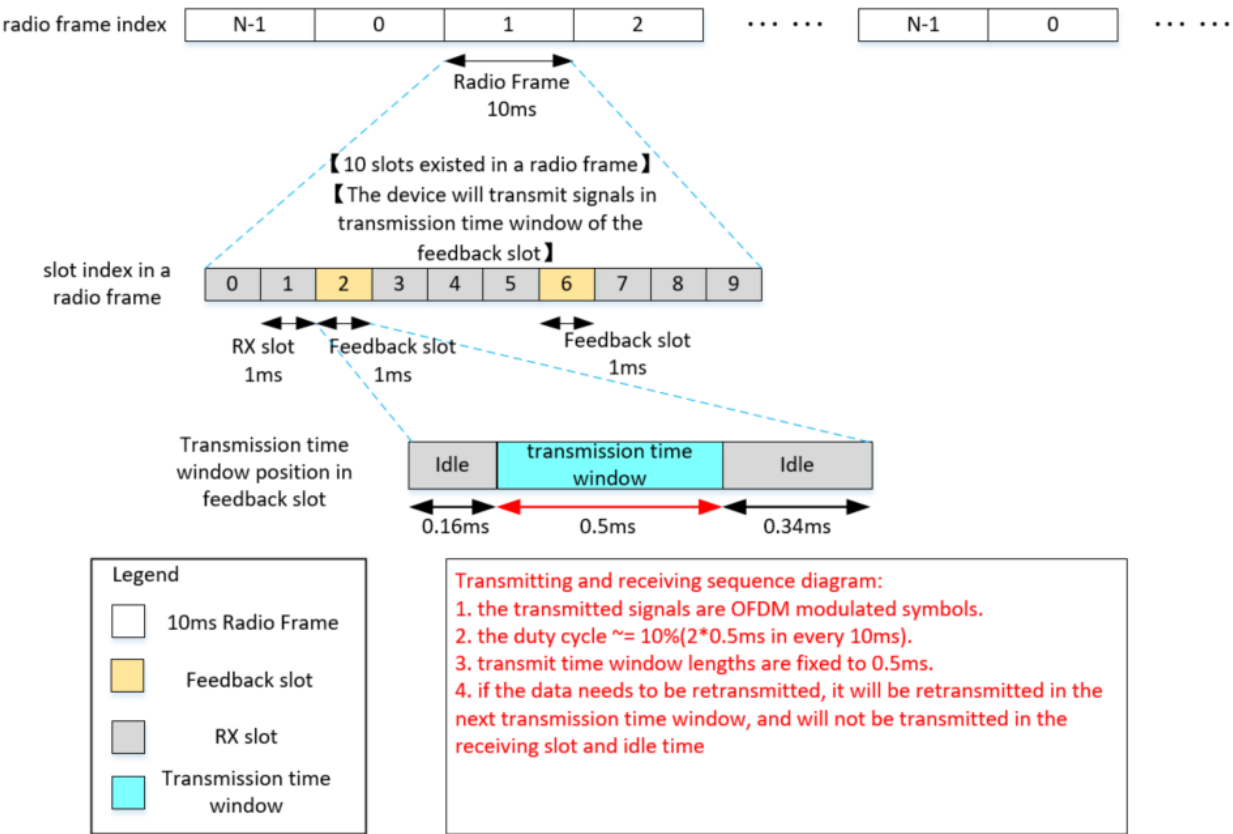 radio frame index N-1 0 1 2 ... ... N-1 0 ... ...
Radio Frame
10ms
【10 slots existed in a radio frame】
【The device will transmit signals in
transmission time window of the
feedback slot】
slot index in a
radio frame
0 1 2 3 4 5 6 7 8 9
RX slot
1ms
Feedback slot
1ms
Feedback slot
1ms
Transmission time
window position in
feedback slot
Idle
transmission time
window
Idle
0.16ms 0.5ms 0.34ms
Legend
10ms Radio Frame
Feedback slot
RX slot
Transmission time
window
Transmitting and receiving sequence diagram:
1. the transmitted signals are OFDM modulated symbols.
2. the duty cycle ~= 10%(2*0.5ms in every 10ms).
3. transmit time window lengths are fixed to 0.5ms.
4. if the data needs to be retransmitted, it will be retransmitted in the
next transmission time window, and will not be transmitted in the
receiving slot and idle time